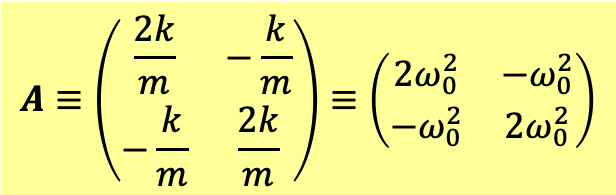 A ≡ ( 2k/m  −k/m ; −k/m  2k/m ) ≡ ( 2ω₀²  −ω₀² ; −ω₀²  2ω₀² )